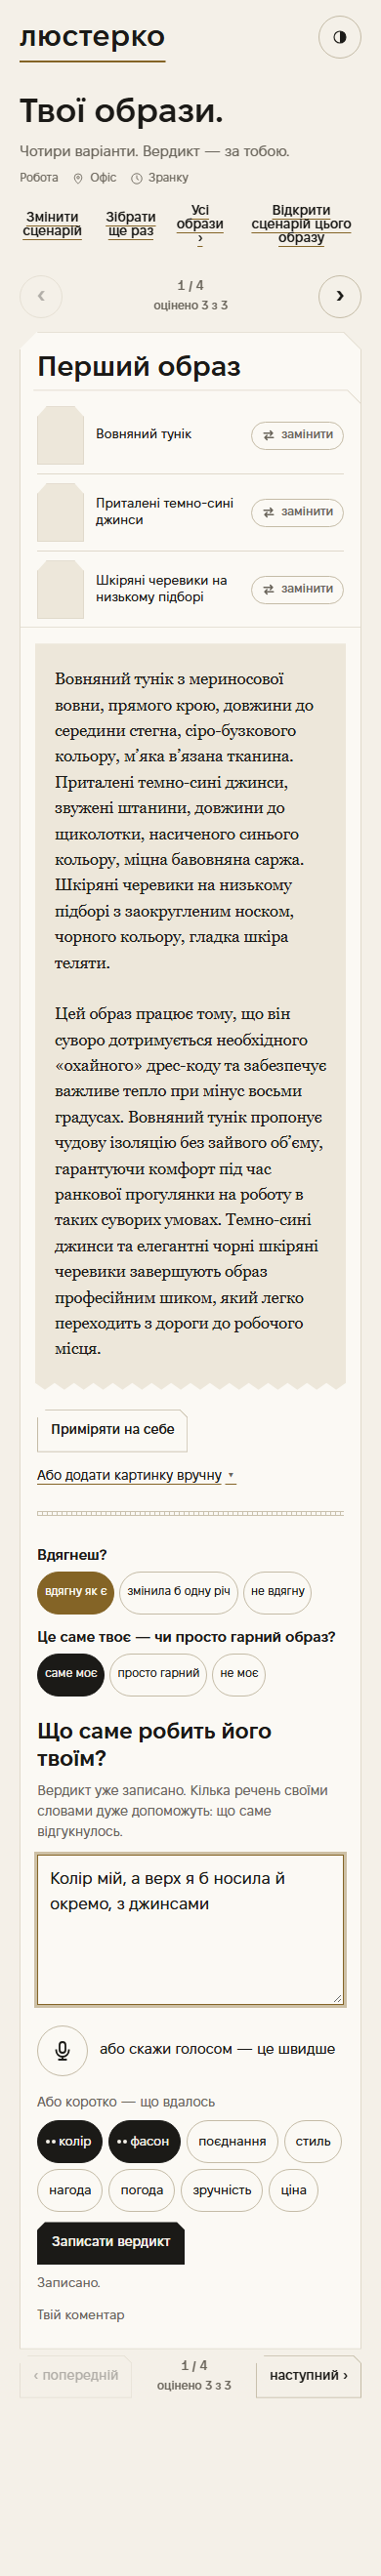 люстерко
Твої образи.
Чотири варіанти. Вердикт — за тобою.
Робота Офіс Зранку
Змінити сценарій
Зібрати ще раз
Усі образи ›
Відкрити сценарій цього образу
‹
1 / 4
оцінено 3 з 3
›
Перший образ
Вовняний тунік
замінити
Приталені темно-сині
джинси
замінити
Шкіряні черевики на
низькому підборі
замінити
Вовняний тунік з мериносової
вовни, прямого крою, довжини до
середини стегна, сіро-бузкового
кольору, м’яка в’язана тканина.
Приталені темно-сині джинси,
звужені штанини, довжини до
щиколотки, насиченого синього
кольору, міцна бавовняна саржа.
Шкіряні черевики на низькому
підборі з заокругленим носком,
чорного кольору, гладка шкіра
теляти.
Цей образ працює тому, що він
суворо дотримується необхідного
«охайного» дрес-коду та забезпечує
важливе тепло при мінус восьми
градусах. Вовняний тунік пропонує
чудову ізоляцію без зайвого об’єму,
гарантуючи комфорт під час
ранкової прогулянки на роботу в
таких суворих умовах. Темно-сині
джинси та елегантні чорні шкіряні
черевики завершують образ
професійним шиком, який легко
переходить з дороги до робочого
місця.
Приміряти на себе
Або додати картинку вручну ▾
Вдягнеш?
вдягну як є змінила б одну річ не вдягну
Це саме твоє — чи просто гарний образ?
саме моє просто гарний не моє
Що саме робить його
твоїм?
Вердикт уже записано. Кілька речень своїми
словами дуже допоможуть: що саме
відгукнулось.
Колір мій, а верх я б носила й
окремо, з джинсами
або скажи голосом — це швидше
Або коротко — що вдалось
колір фасон поєднання стиль
нагода погода зручність ціна
Записати вердикт
Записано.
Твій коментар
‹ попередній
1 / 4
оцінено 3 з 3
наступний ›